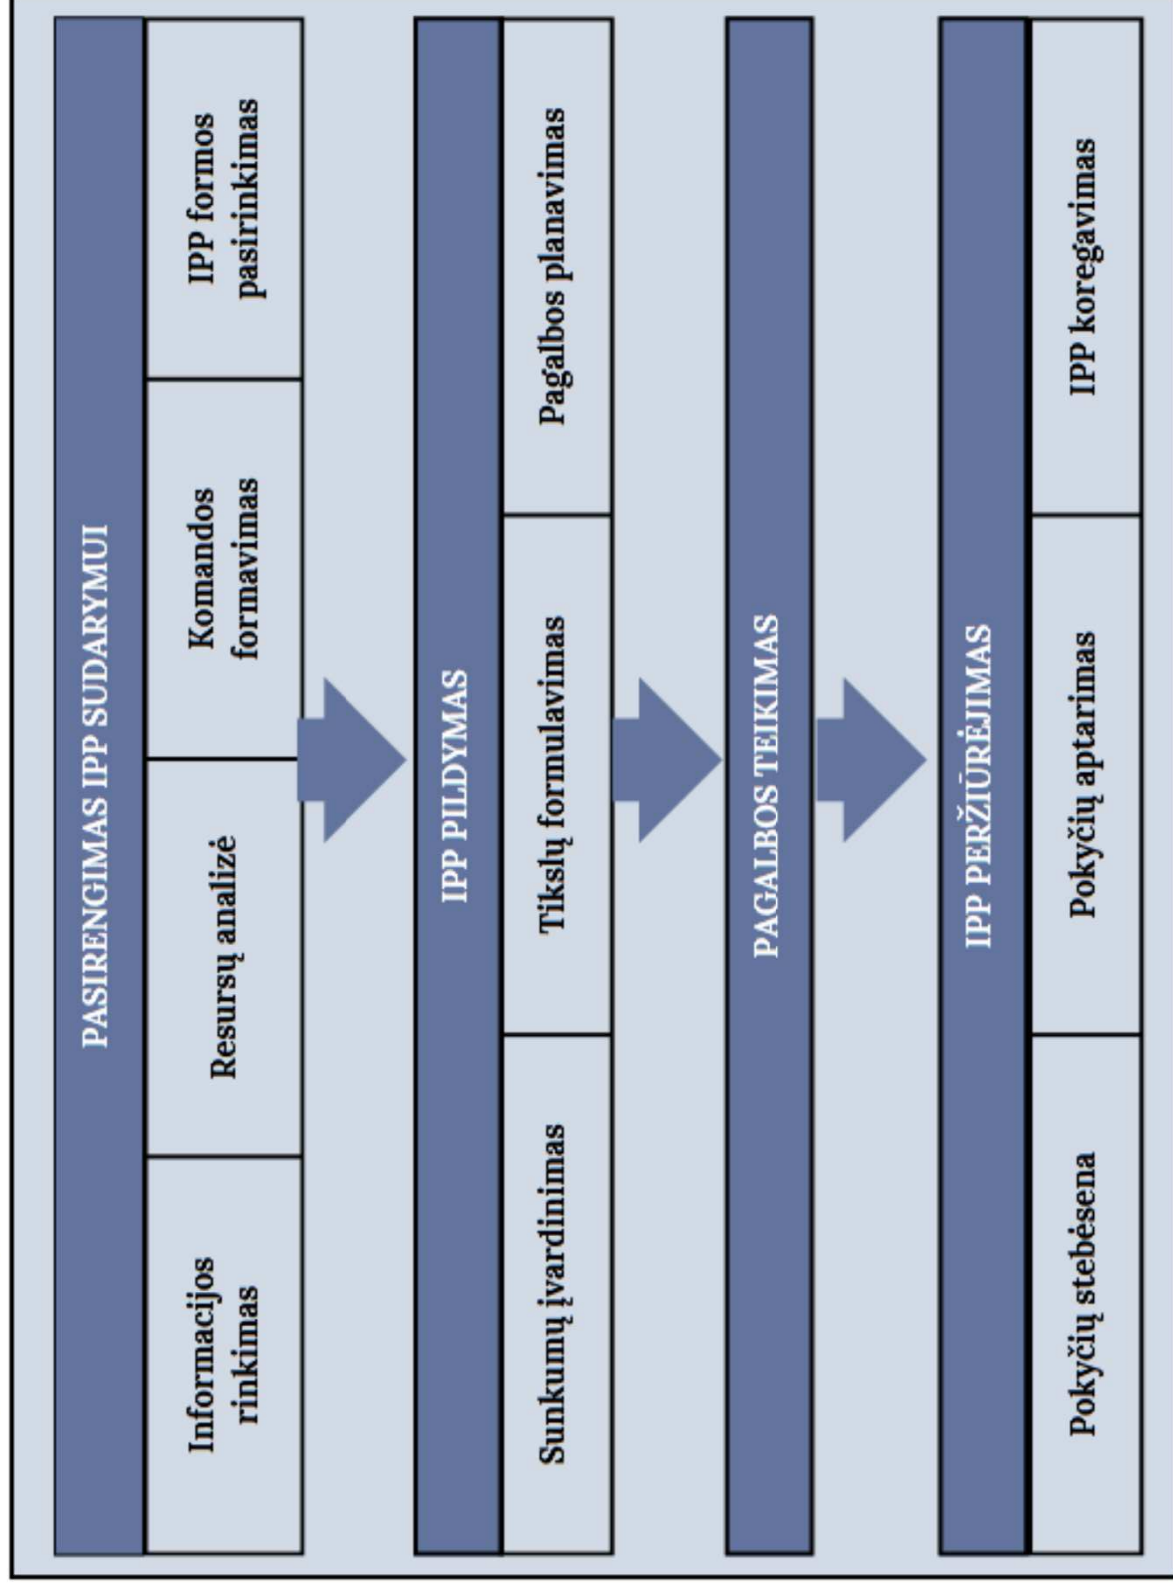 PASIRENGIMAS IPP SUDARYMUI
Informacijos
rinkimas
Resursų analizė
Komandos
formavimas
IPP formos
pasirinkimas
IPP PILDYMAS
Sunkumų įvardinimas
Tikslų formulavimas
Pagalbos planavimas
PAGALBOS TEIKIMAS
IPP PERŽIŪRĖJIMAS
Pokyčių stebėsena
Pokyčių aptarimas
IPP koregavimas